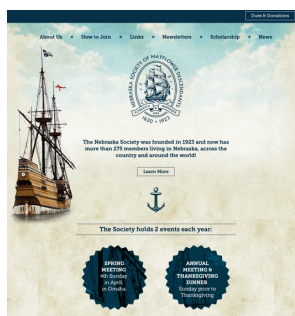 Dues & Donations
About Us How to Join Links Newsletters Scholarship News
NEBRASKA SOCIETY OF MAYFLOWER DESCENDANTS
1620 • 1923
The Nebraska Society was founded in 1923 and now has
more than 275 members living in Nebraska, across the
country and around the world!
Learn More
The Society holds 2 events each year:
SPRING
MEETING
4th Sunday
in April,
in Omaha
ANNUAL
MEETING &
THANKSGIVING
DINNER
Sunday prior to
Thanksgiving